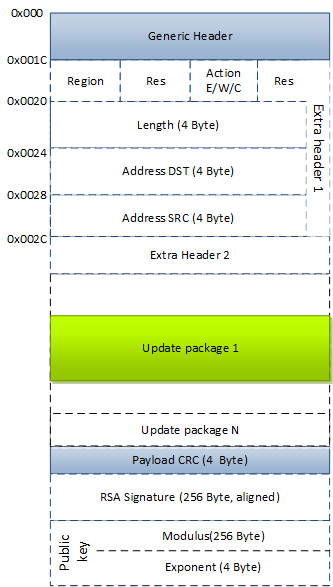 0x000
Generic Header
0x001C
Region
Res
Action
E/W/C
Res
0x0020
Length (4 Byte)
Extra header 1
0x0024
Address DST (4 Byte)
0x0028
Address SRC (4 Byte)
0x002C
Extra Header 2
Update package 1
Update package N
Payload CRC (4 Byte)
RSA Signature (256 Byte, aligned)
Public
key
Modulus(256 Byte)
Exponent (4 Byte)